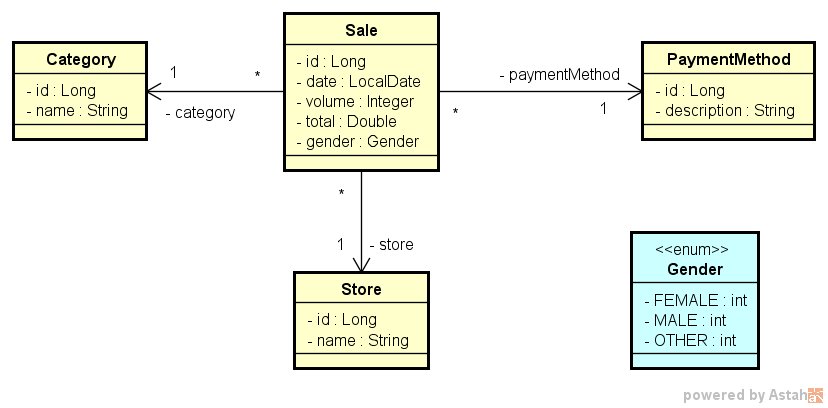 Sale
- id : Long
- date : LocalDate
- volume : Integer
- total : Double
- gender : Gender
Category
- id : Long
- name : String
1
*
- category
PaymentMethod
- id : Long
- description : String
- paymentMethod
*
1
*
1
- store
Store
- id : Long
- name : String
<<enum>>
Gender
- FEMALE : int
- MALE : int
- OTHER : int
powered by Astah